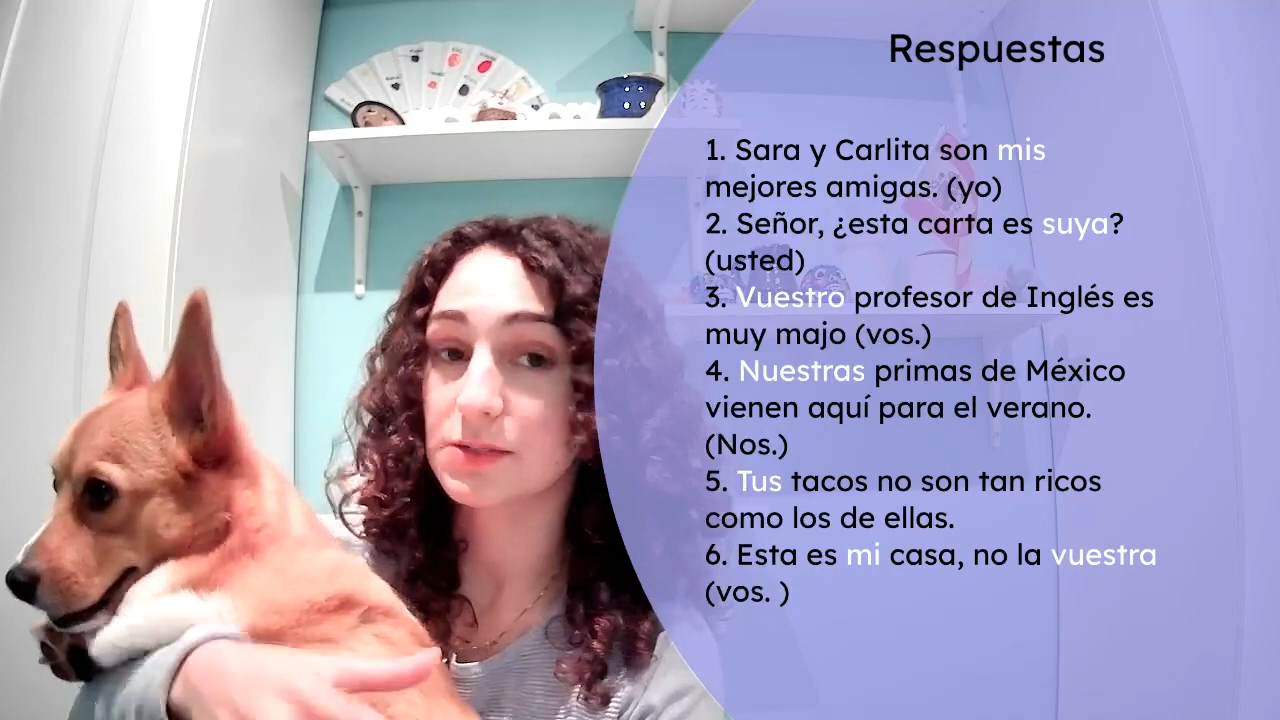 Respuestas
1. Sara y Carlita son mis
mejores amigas. (yo)
2. Señor, ¿esta carta es suya?
(usted)
3. Vuestro profesor de Inglés es
muy majo (vos.)
4. Nuestras primas de México
vienen aquí para el verano.
(Nos.)
5. Tus tacos no son tan ricos
como los de ellas.
6. Esta es mi casa, no la vuestra
(vos. )